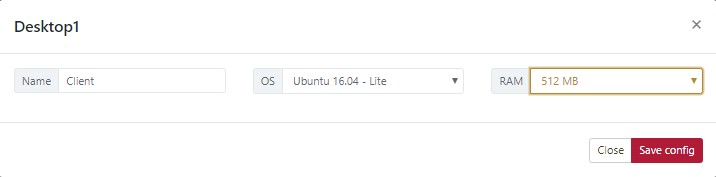 Desktop1 ×
Name Client OS Ubuntu 16.04 - Lite RAM 512 MB
Close Save config